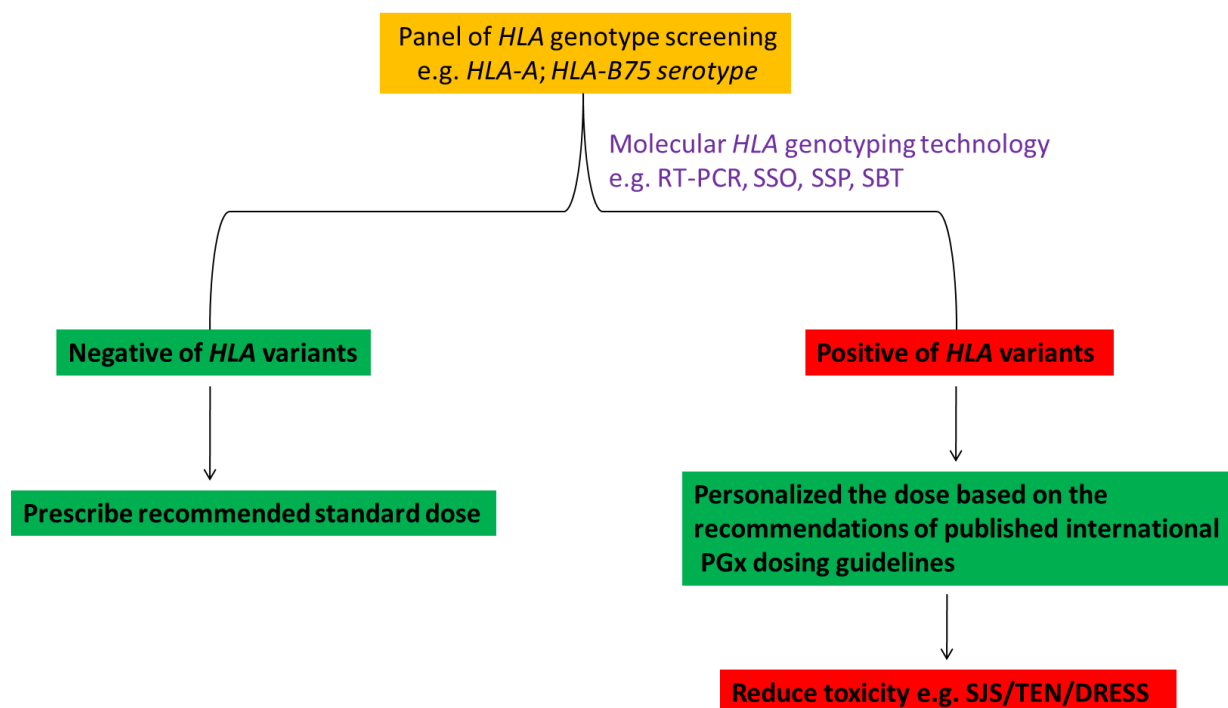 Panel of HLA genotype screening
e.g. HLA-A; HLA-B75 serotype
Molecular HLA genotyping technology
e.g. RT-PCR, SSO, SSP, SBT
Negative of HLA variants
Positive of HLA variants
Prescribe recommended standard dose
Personalized the dose based on the
recommendations of published international
PGx dosing guidelines
Reduce toxicity e.g. SJS/TEN/DRESS